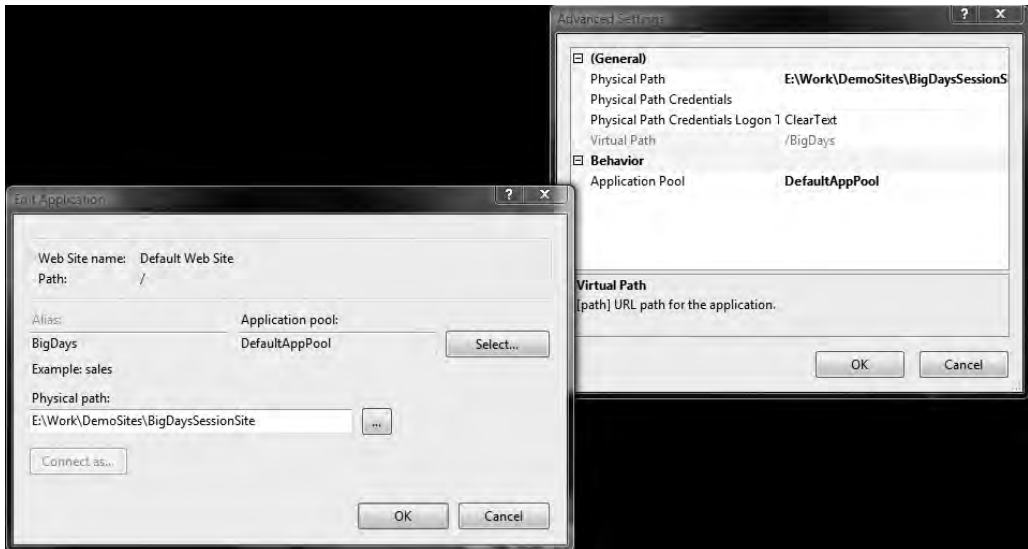 Advanced Settings
? X
(General)
Physical Path E:\Work\DemoSites\BigDaysSessionS
Physical Path Credentials
Physical Path Credentials Logon T ClearText
Virtual Path /BigDays
Behavior
Application Pool DefaultAppPool
Virtual Path
[path] URL path for the application.
OK Cancel
Edit Application
? X
Web Site name: Default Web Site
Path: /
Alias: Application pool:
BigDays DefaultAppPool Select...
Example: sales
Physical path:
E:\Work\DemoSites\BigDaysSessionSite ...
Connect as...
OK Cancel